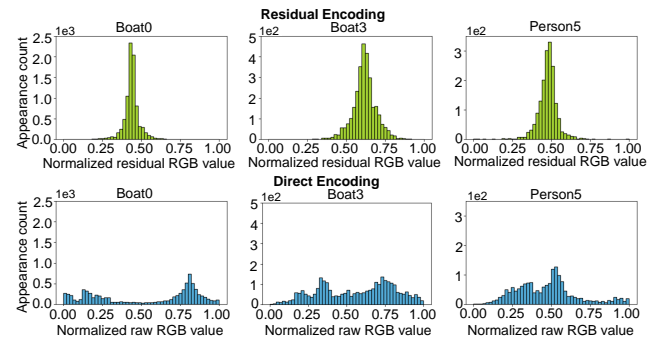 Residual Encoding
Boat0 Boat3 Person5
1e3 1e2 1e2
Appearance count
2.5
2.0
1.5
1.0
0.5
0.0
5
4
3
2
1
0
3
2
1
0
0.00 0.25 0.50 0.75 1.00 0.00 0.25 0.50 0.75 1.00 0.00 0.25 0.50 0.75 1.00
Normalized residual RGB value Normalized residual RGB value Normalized residual RGB value
Direct Encoding
Boat0 Boat3 Person5
1e3 1e2 1e2
Appearance count
2.5
2.0
1.5
1.0
0.5
0.0
5
4
3
2
1
0
3
2
1
0
0.00 0.25 0.50 0.75 1.00 0.00 0.25 0.50 0.75 1.00 0.00 0.25 0.50 0.75 1.00
Normalized raw RGB value Normalized raw RGB value Normalized raw RGB value